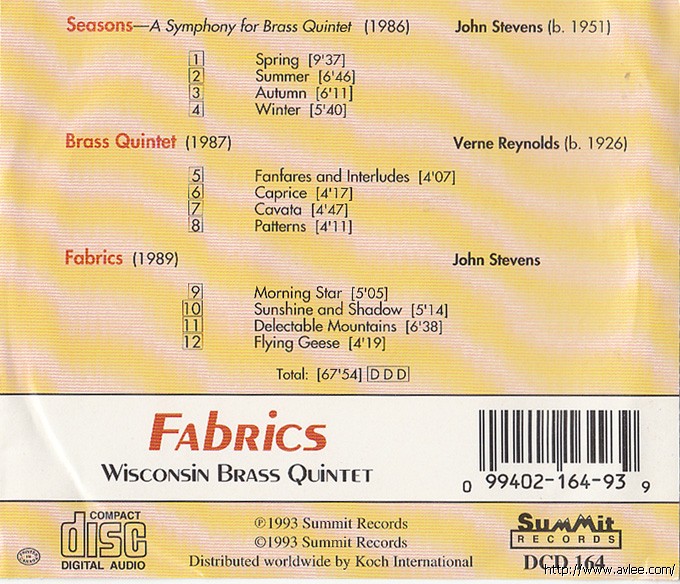 Seasons—A Symphony for Brass Quintet (1986) John Stevens (b. 1951)
1 Spring [9'37]
2 Summer [6'46]
3 Autumn [6'11]
4 Winter [5'40]
Brass Quintet (1987) Verne Reynolds (b. 1926)
5 Fanfares and Interludes [4'07]
6 Caprice [4'17]
7 Cavata [4'47]
8 Patterns [4'11]
Fabrics (1989) John Stevens
9 Morning Star [5'05]
10 Sunshine and Shadow [5'14]
11 Delectable Mountains [6'38]
12 Flying Geese [4'19]
Total: [67'54] DDD
FABRICS
WISCONSIN BRASS QUINTET
0 99402-164-93 9
COMPACT
disc
DIGITAL AUDIO
℗1993 Summit Records
©1993 Summit Records
Distributed worldwide by Koch International
Summit
RECORDS
DCD 164
http://www.avlee.com/